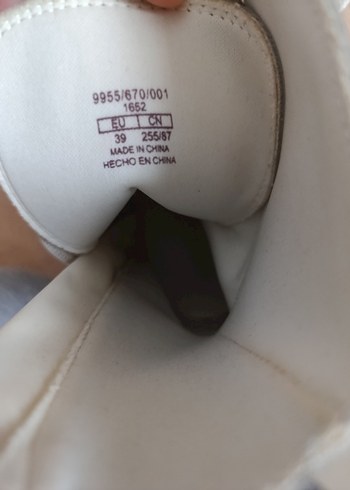 9955/670/001
1652
EU CN
39 255/87
MADE IN CHINA
HECHO EN CHINA